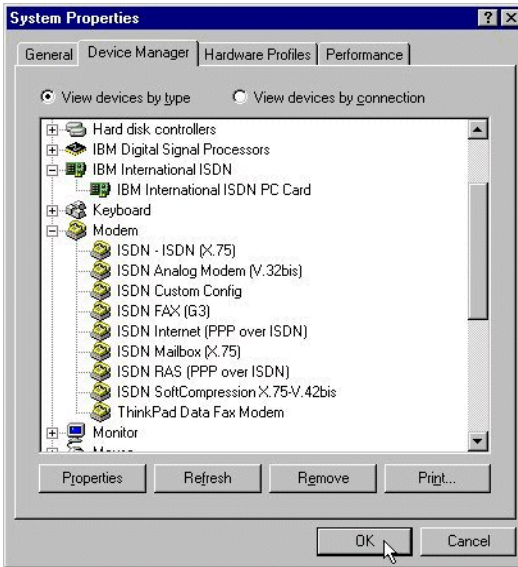 System Properties
General Device Manager Hardware Profiles Performance
View devices by type View devices by connection
Hard disk controllers
IBM Digital Signal Processors
IBM International ISDN
IBM International ISDN PC Card
Keyboard
Modem
ISDN - ISDN (X.75)
ISDN Analog Modem (V.32bis)
ISDN Custom Config
ISDN FAX (G3)
ISDN Internet (PPP over ISDN)
ISDN Mailbox (X.75)
ISDN RAS (PPP over ISDN)
ISDN SoftCompression X.75-V.42bis
ThinkPad Data Fax Modem
Monitor
Properties Refresh Remove Print...
OK Cancel